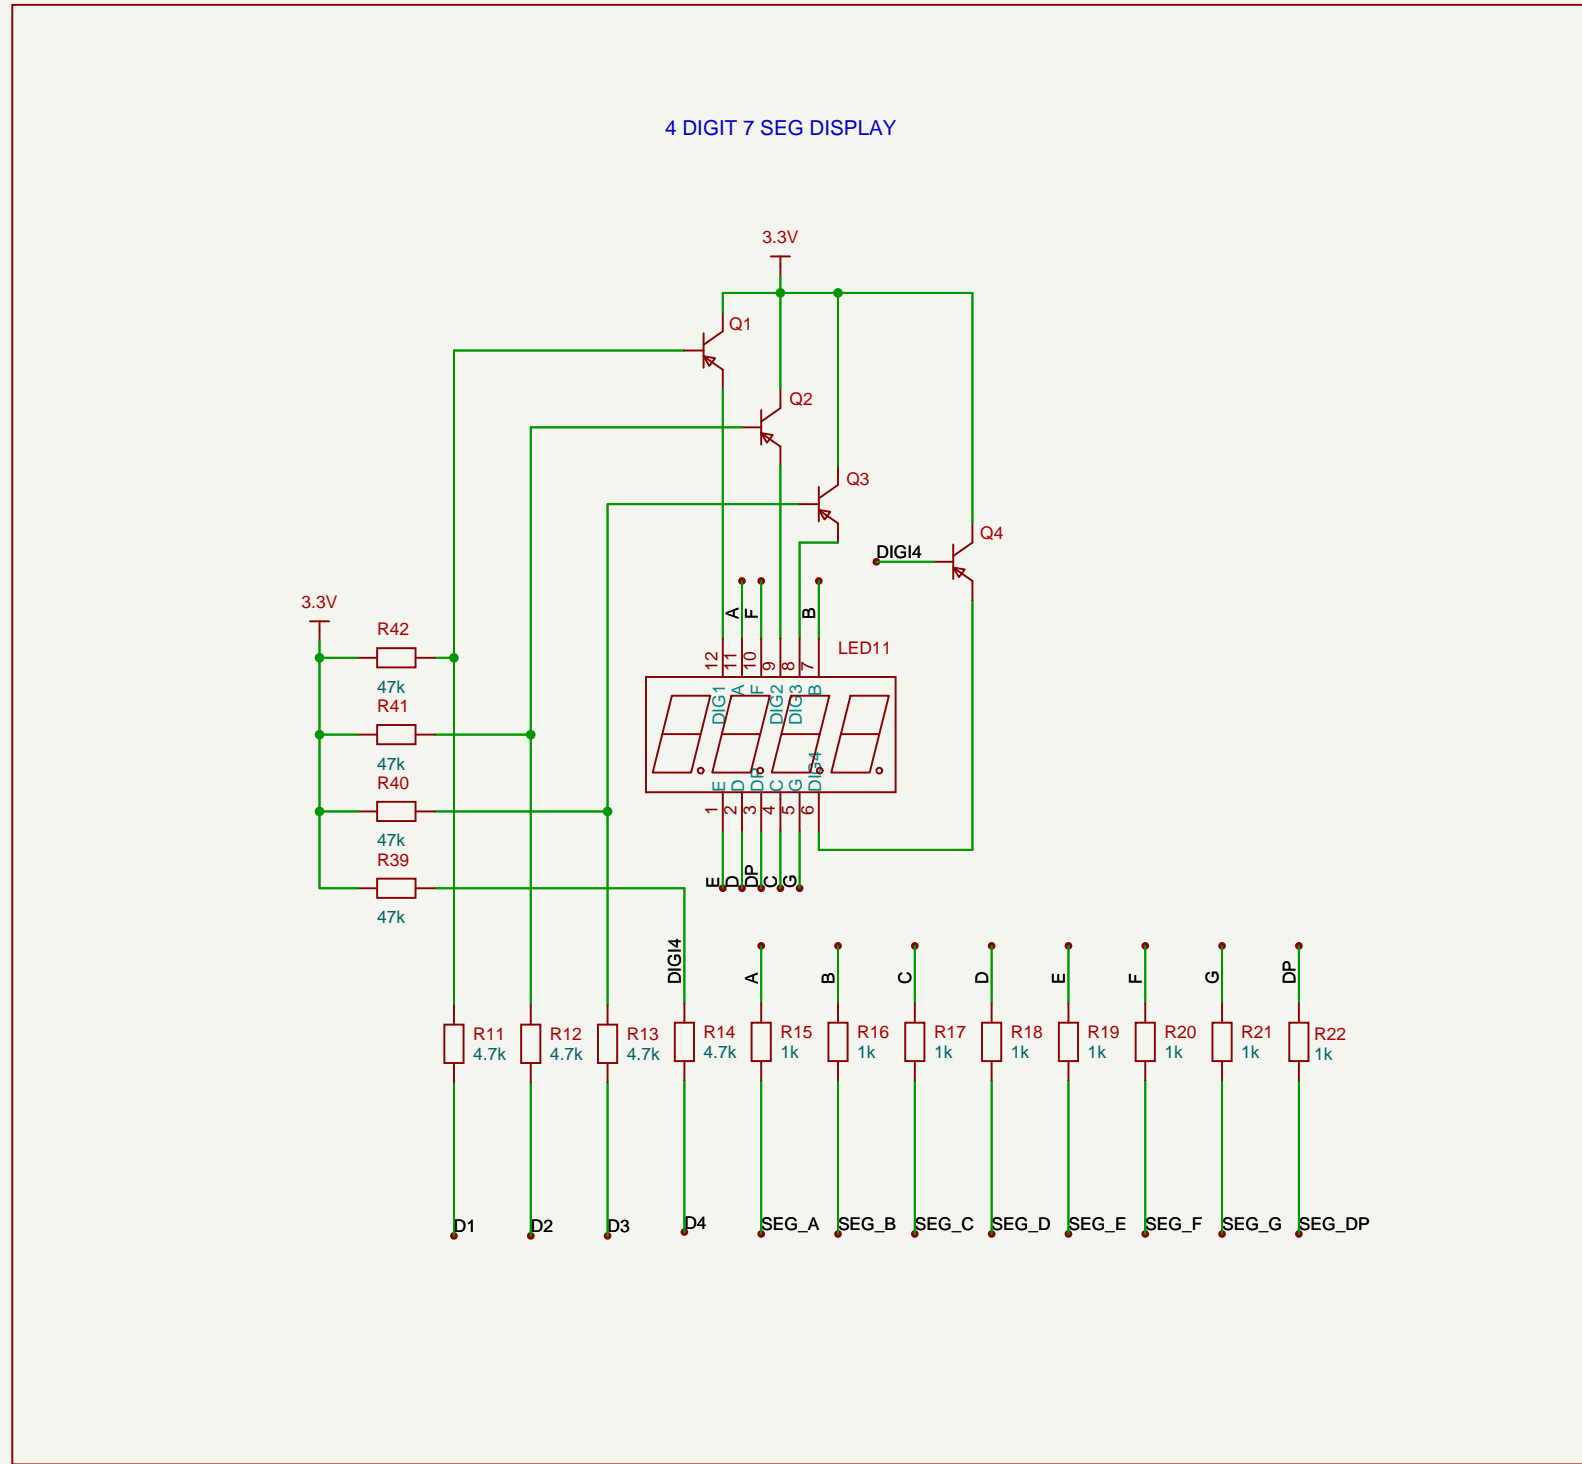 4 DIGIT 7 SEG DISPLAY
3.3V
Q1
Q2
Q3
Q4
DIGI4
A
F
B
3.3V
LED11
12
11
10
9
8
7
DIG1
A
F
DIG2
DIG3
B
R42
47k
R41
47k
R40
47k
R39
47k
E
D
DP
C
G
DIG4
1
2
3
4
5
6
E
D
DP
C
G
DIGI4
A
B
C
D
E
F
G
DP
R11
4.7k
R12
4.7k
R13
4.7k
R14
4.7k
R15
1k
R16
1k
R17
1k
R18
1k
R19
1k
R20
1k
R21
1k
R22
1k
D1
D2
D3
D4
SEG_A
SEG_B
SEG_C
SEG_D
SEG_E
SEG_F
SEG_G
SEG_DP